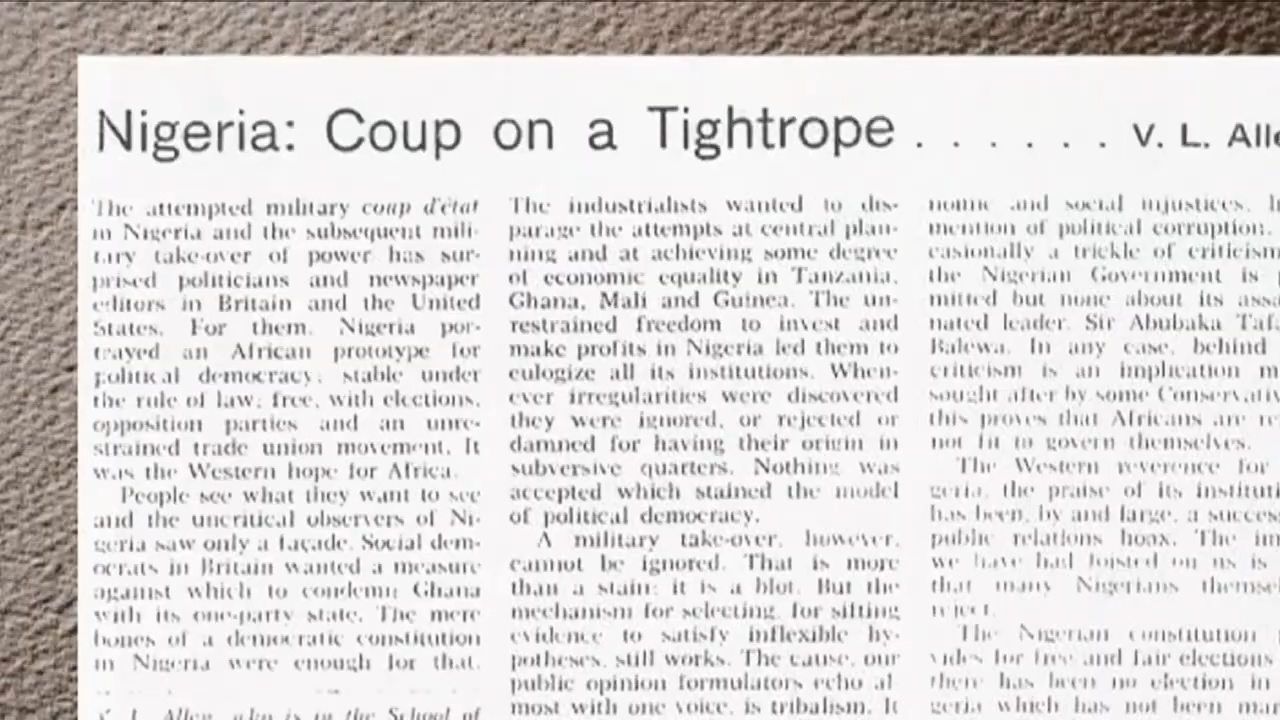 Nigeria: Coup on a Tightrope . . . . . . V. L. Alle
The attempted military coup d'état
in Nigeria and the subsequent mili-
tary take-over of power has sur-
prised politicians and newspaper
editors in Britain and the United
States. For them, Nigeria por-
trayed an African prototype for
political democracy; stable under
the rule of law; free, with elections,
opposition parties and an unre-
strained trade union movement. It
was the Western hope for Africa.
People see what they want to see
and the uncritical observers of Ni-
geria saw only a façade. Social dem-
ocrats in Britain wanted a measure
against which to condemn Ghana
with its one-party state. The mere
bones of a democratic constitution
in Nigeria were enough for that.
V. L. Allen, who is in the School of
The industrialists wanted to dis-
parage the attempts at central plan-
ning and at achieving some degree
of economic equality in Tanzania,
Ghana, Mali and Guinea. The un-
restrained freedom to invest and
make profits in Nigeria led them to
eulogize all its institutions. When-
ever irregularities were discovered
they were ignored, or rejected or
damned for having their origin in
subversive quarters. Nothing was
accepted which stained the model
of political democracy.
A military take-over, however,
cannot be ignored. That is more
than a stain; it is a blot. But the
mechanism for selecting, for sifting
evidence to satisfy inflexible hy-
potheses, still works. The cause, our
public opinion formulators echo al-
most with one voice, is tribalism. It
nomic and social injustices.
mention of political corruption.
casionally a trickle of criticism
the Nigerian Government is
mitted but none about its assa
nated leader, Sir Abubaka Taf
Balewa. In any case, behind
criticism is an implication
sought after by some Conservativ
this proves that Africans are
not fit to govern themselves.
The Western reverence for
geria, the praise of its instituti
has been, by and large, a success
public relations hoax. The im
we have had foisted on us is
that many Nigerians themse
reject.
The Nigerian constitution
vides for free and fair elections
there has been no election in
geria which has not been mar